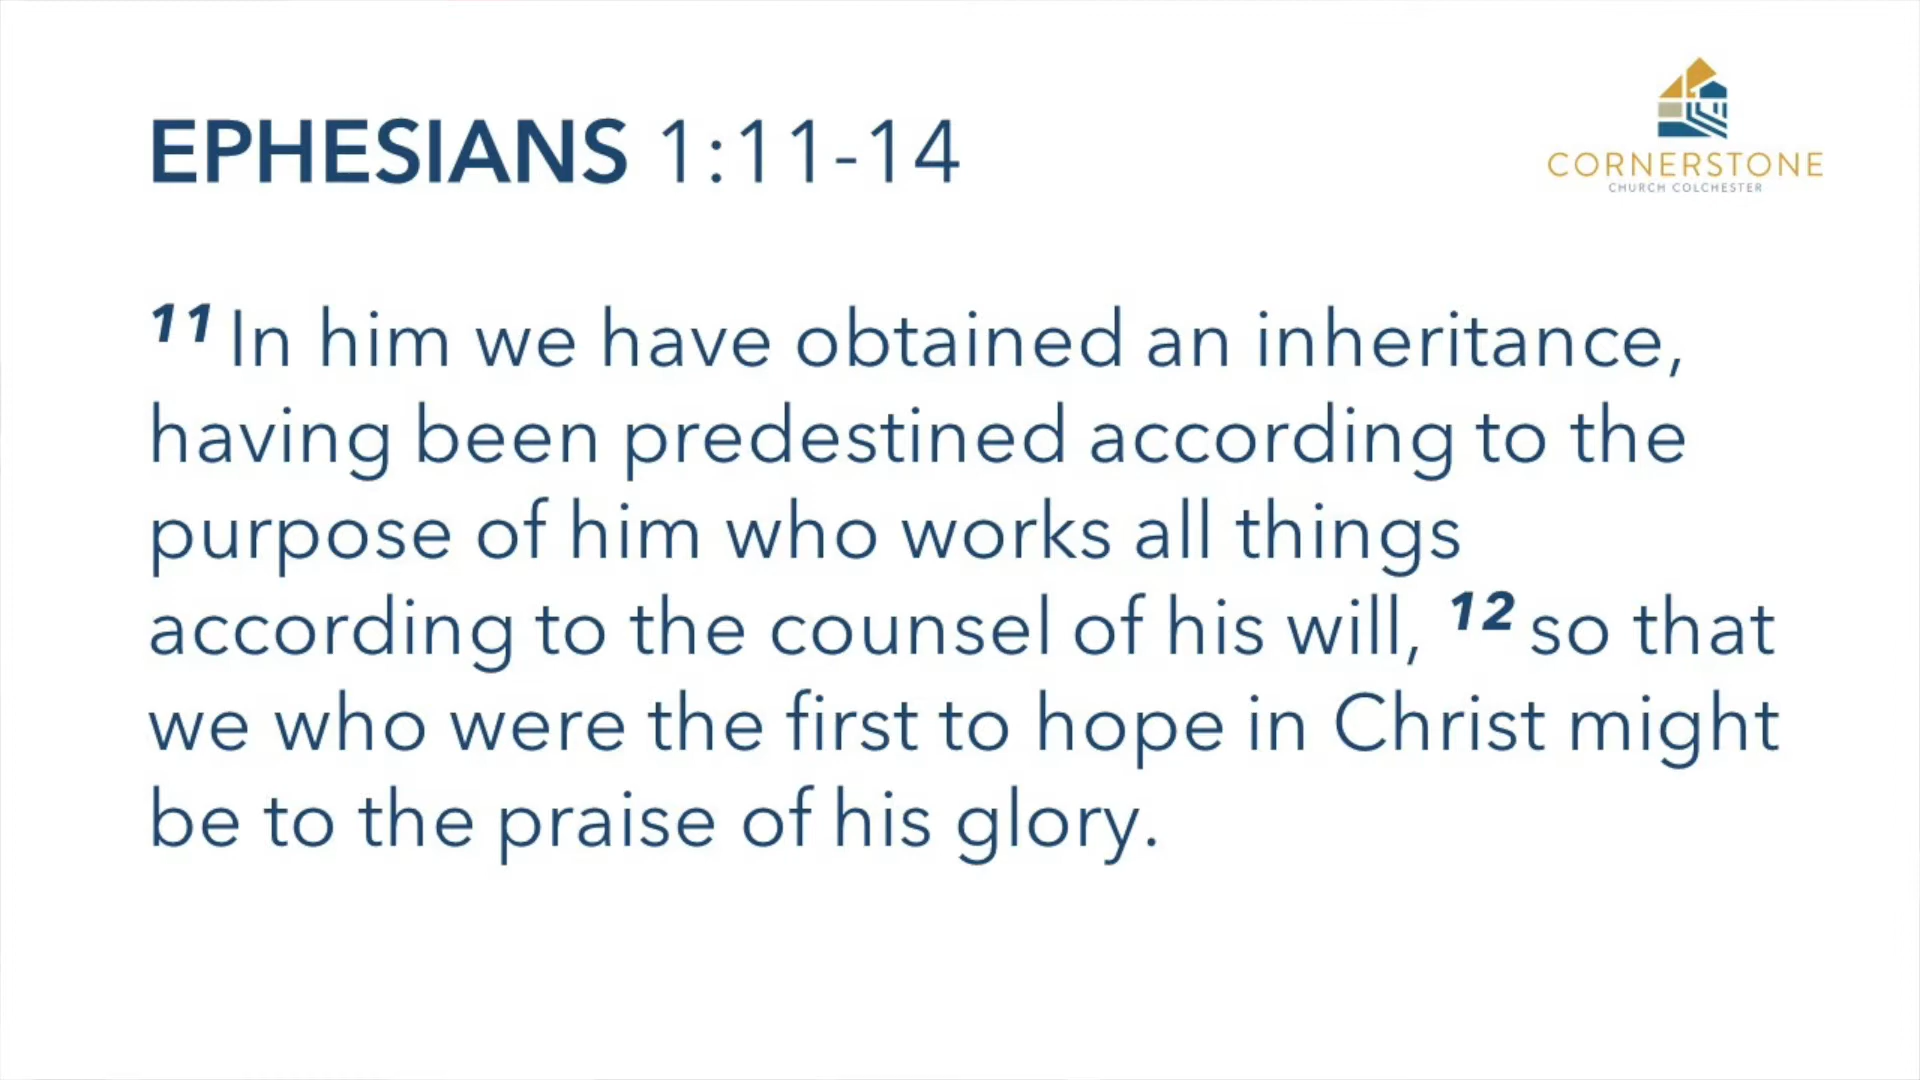 EPHESIANS 1:11-14
CORNERSTONE
CHURCH COLCHESTER
11 In him we have obtained an inheritance,
having been predestined according to the
purpose of him who works all things
according to the counsel of his will, 12 so that
we who were the first to hope in Christ might
be to the praise of his glory.